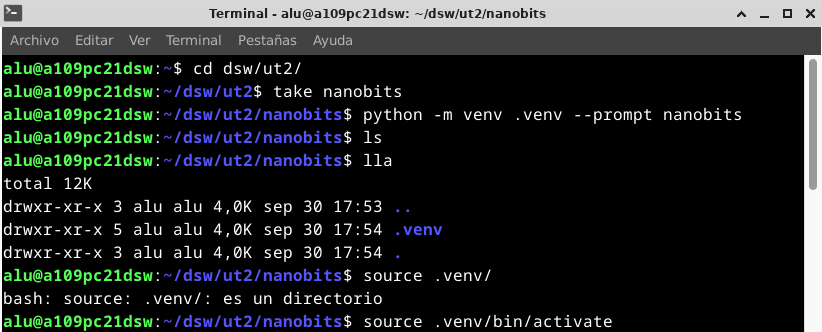 Terminal - alu@a109pc21dsw: ~/dsw/ut2/nanobits
Archivo Editar Ver Terminal Pestañas Ayuda
alu@a109pc21dsw:~$ cd dsw/ut2/
alu@a109pc21dsw:~/dsw/ut2$ take nanobits
alu@a109pc21dsw:~/dsw/ut2/nanobits$ python -m venv .venv --prompt nanobits
alu@a109pc21dsw:~/dsw/ut2/nanobits$ ls
alu@a109pc21dsw:~/dsw/ut2/nanobits$ lla
total 12K
drwxr-xr-x 3 alu alu 4,0K sep 30 17:53 ..
drwxr-xr-x 5 alu alu 4,0K sep 30 17:54 .venv
drwxr-xr-x 3 alu alu 4,0K sep 30 17:54 .
alu@a109pc21dsw:~/dsw/ut2/nanobits$ source .venv/
bash: source: .venv/: es un directorio
alu@a109pc21dsw:~/dsw/ut2/nanobits$ source .venv/bin/activate